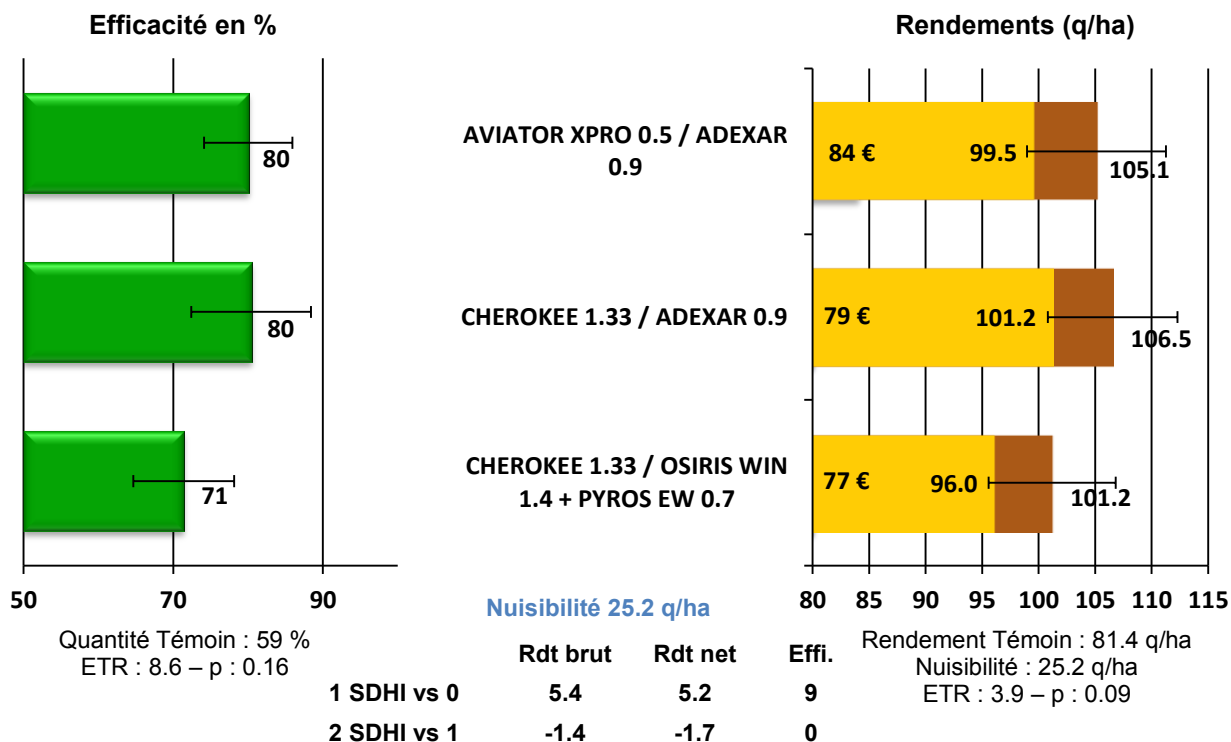 Efficacité en %
Rendements (q/ha)
AVIATOR XPRO 0.5 / ADEXAR
0.9
80
84 €
99.5
105.1
CHEROKEE 1.33 / ADEXAR 0.9
80
79 €
101.2
106.5
CHEROKEE 1.33 / OSIRIS WIN
1.4 + PYROS EW 0.7
71
77 €
96.0
101.2
50 70 90
80 85 90 95 100 105 110 115
Quantité Témoin : 59 %
ETR : 8.6 – p : 0.16
Nuisibilité 25.2 q/ha
Rendement Témoin : 81.4 q/ha
Nuisibilité : 25.2 q/ha
ETR : 3.9 – p : 0.09
Rdt brut Rdt net Effi.
1 SDHI vs 0 5.4 5.2 9
2 SDHI vs 1 -1.4 -1.7 0